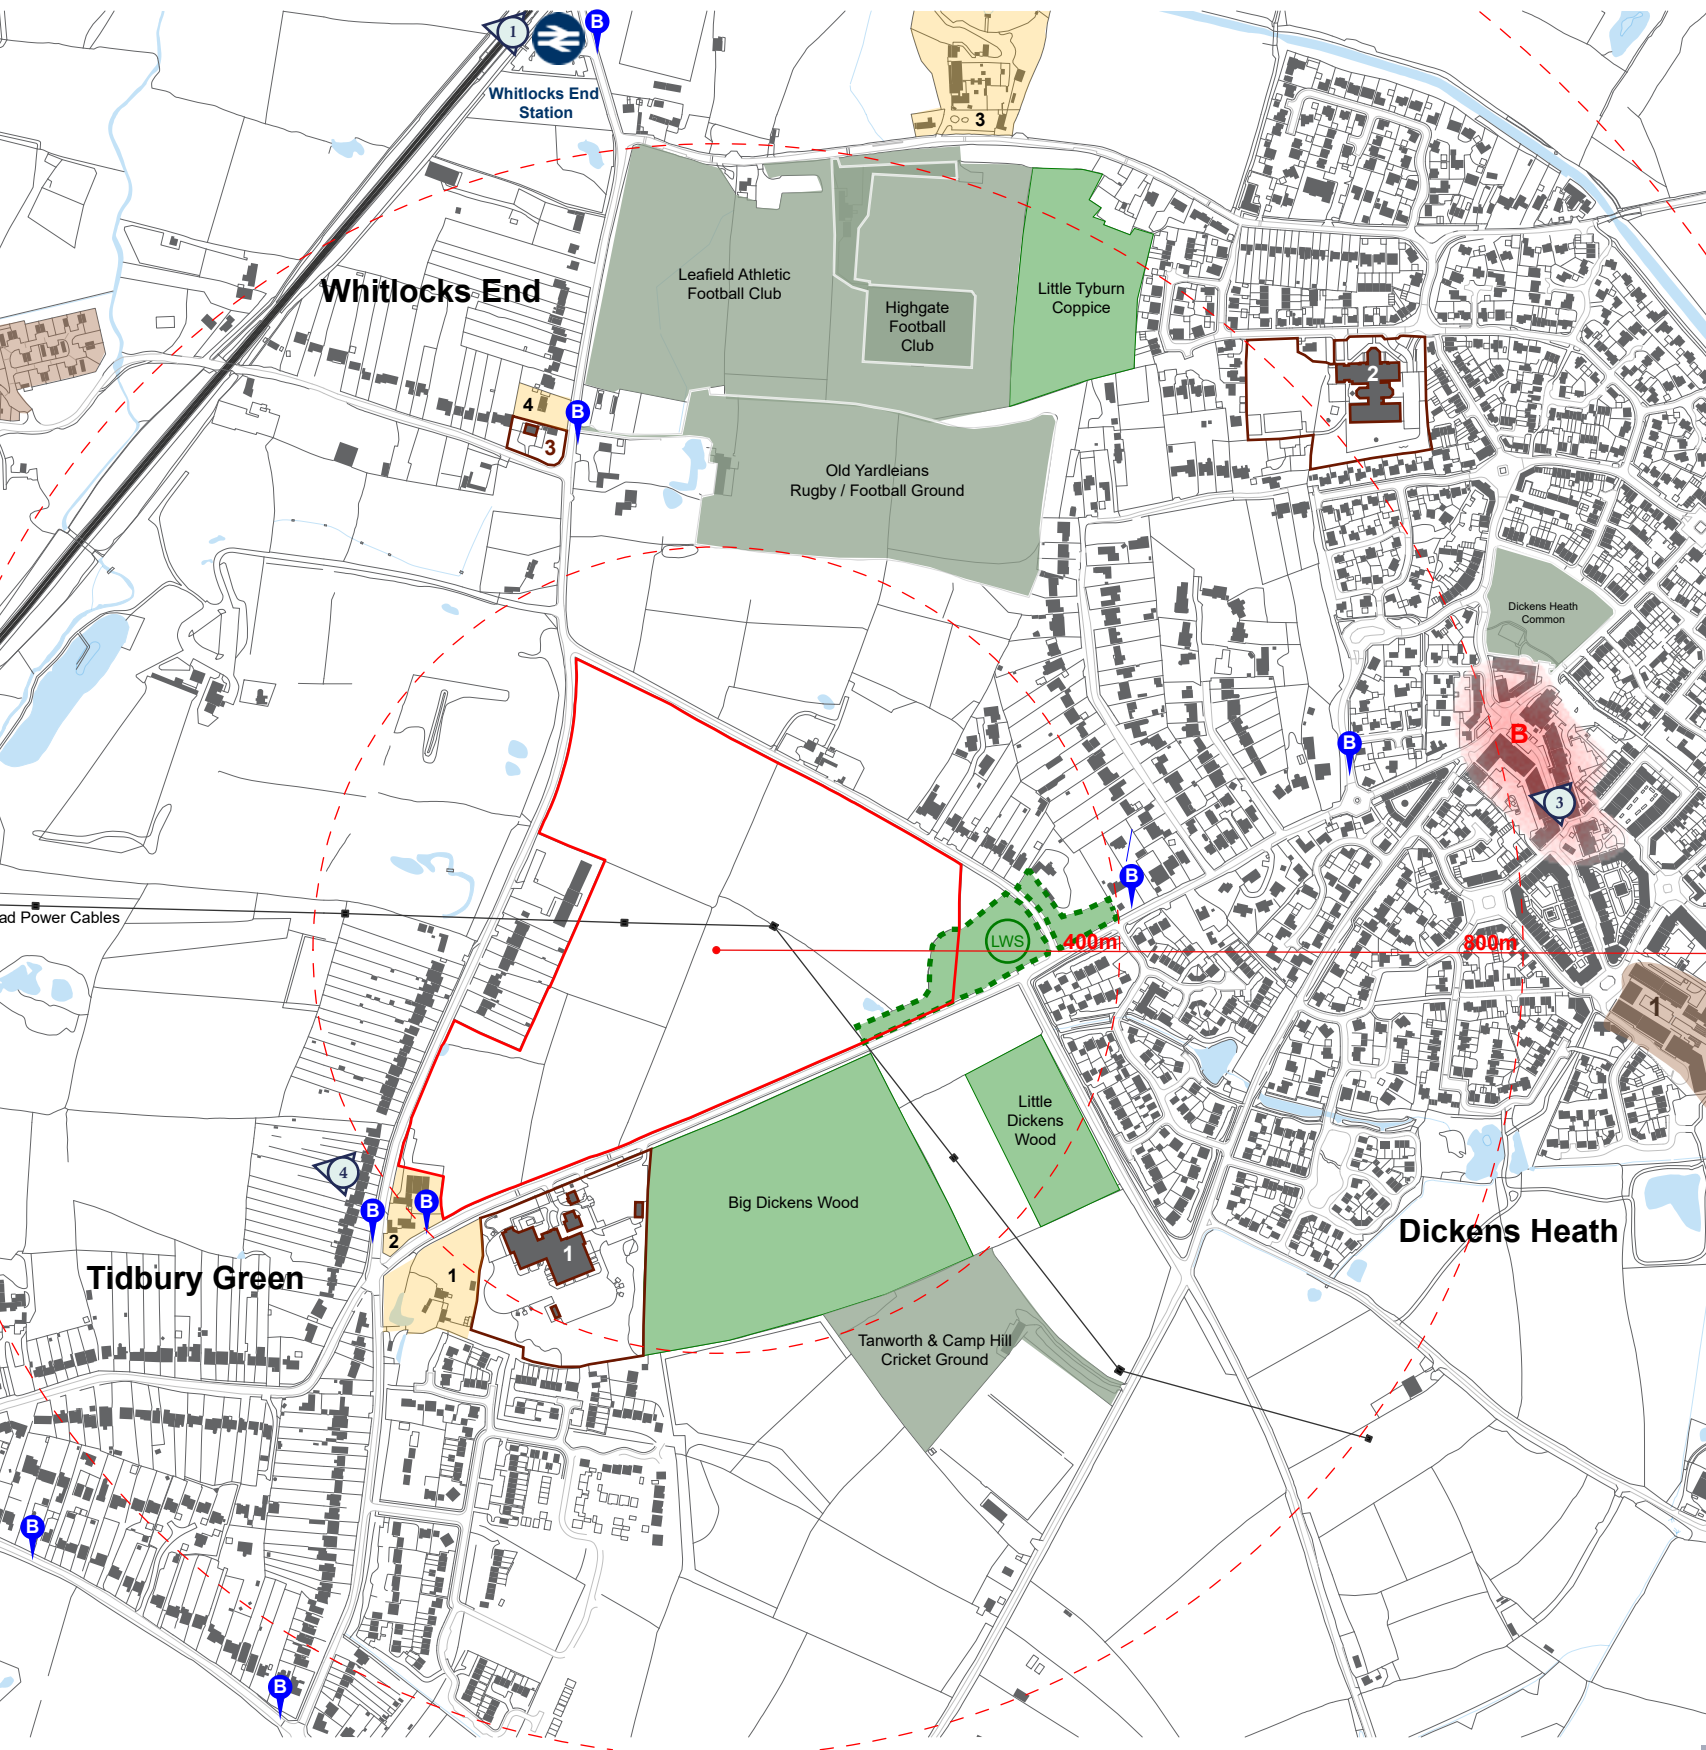 1
B
Whitlocks End
Station
3
Whitlocks End
Leafield Athletic
Football Club
Highgate
Football
Club
Little Tyburn
Coppice
2
4
B
3
Old Yardleians
Rugby / Football Ground
Dickens Heath
Common
B
B
3
B
ad Power Cables
LWS
400m
800m
1
Little
Dickens
Wood
4
B
B
2
Big Dickens Wood
Dickens Heath
1
1
Tidbury Green
Tanworth & Camp Hill
Cricket Ground
B
B